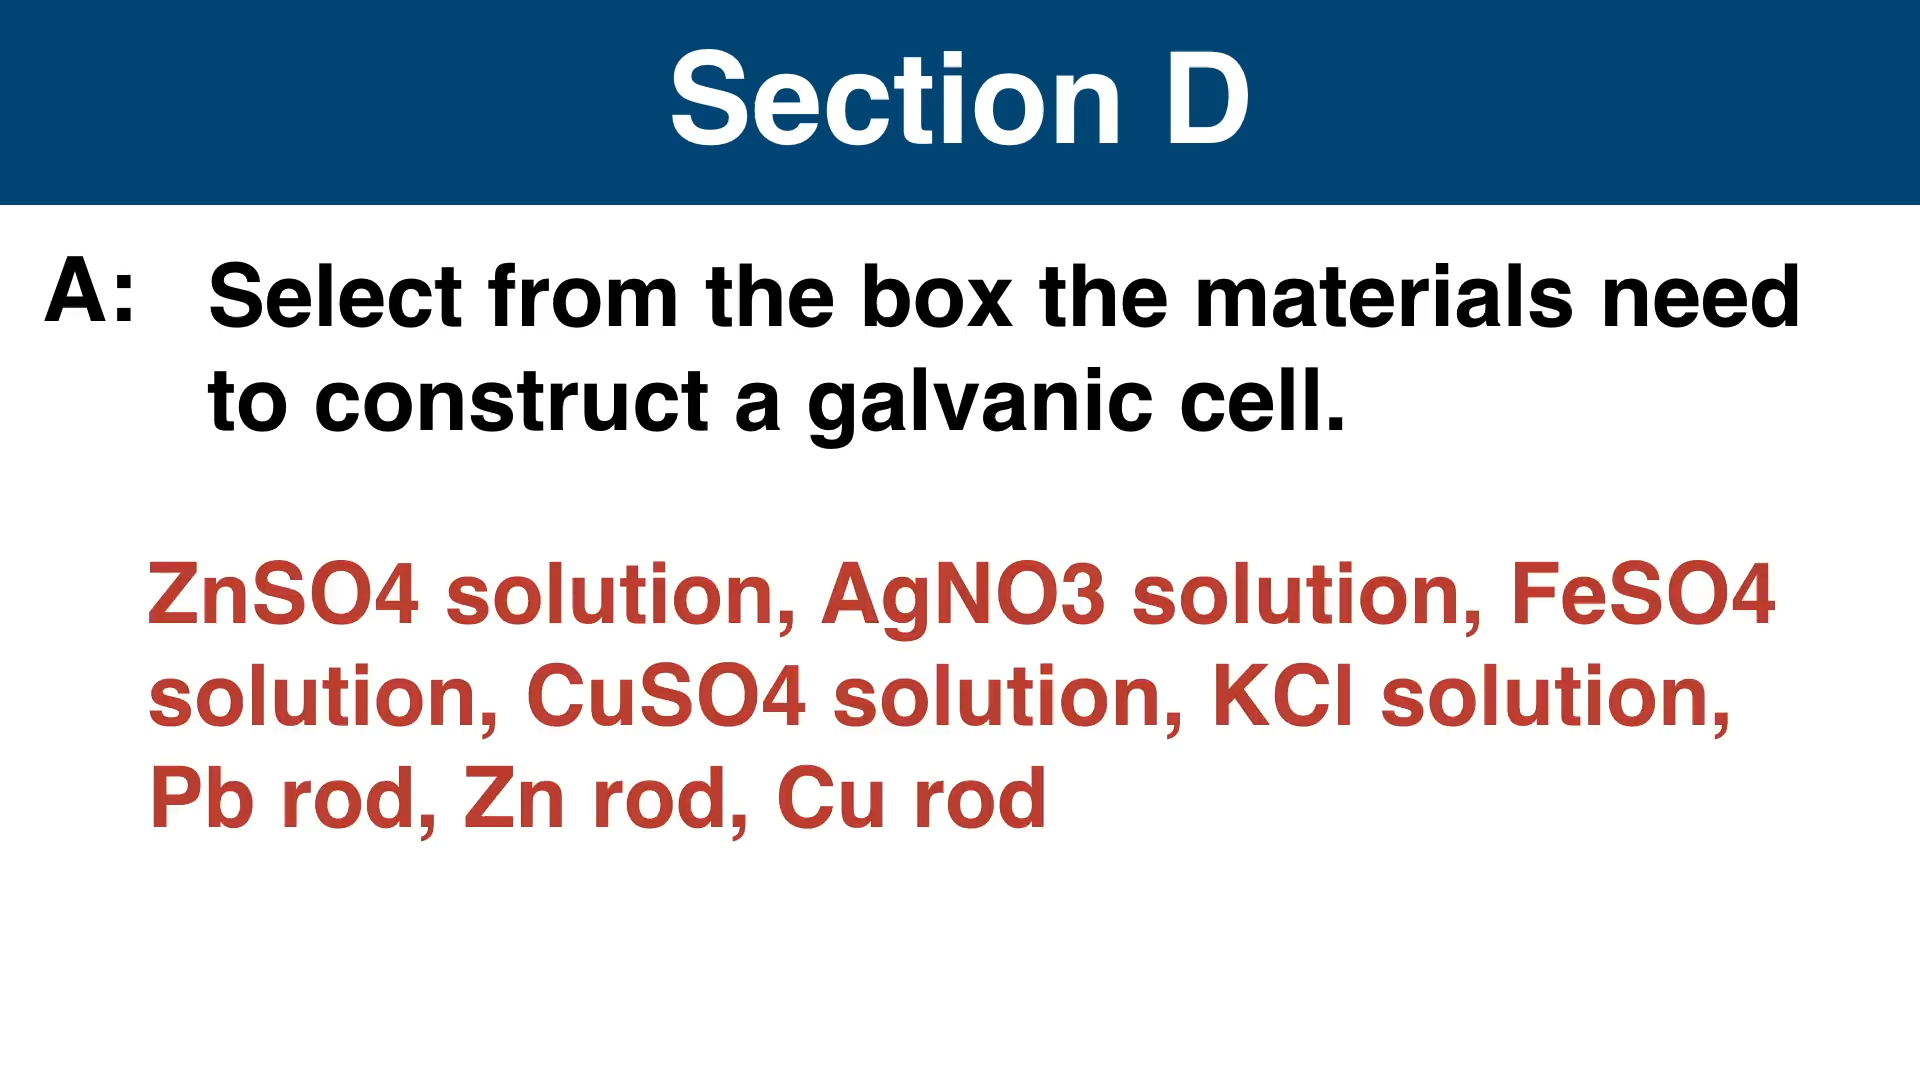 Section D
A: Select from the box the materials need
to construct a galvanic cell.
ZnSO4 solution, AgNO3 solution, FeSO4
solution, CuSO4 solution, KCl solution,
Pb rod, Zn rod, Cu rod